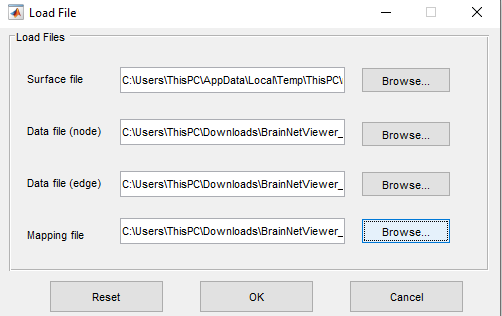 Load File
Load Files
Surface file C:\Users\ThisPC\AppData\Local\Temp\ThisPC\ Browse...
Data file (node) C:\Users\ThisPC\Downloads\BrainNetViewer_ Browse...
Data file (edge) C:\Users\ThisPC\Downloads\BrainNetViewer_ Browse...
Mapping file C:\Users\ThisPC\Downloads\BrainNetViewer_ Browse...
Reset OK Cancel